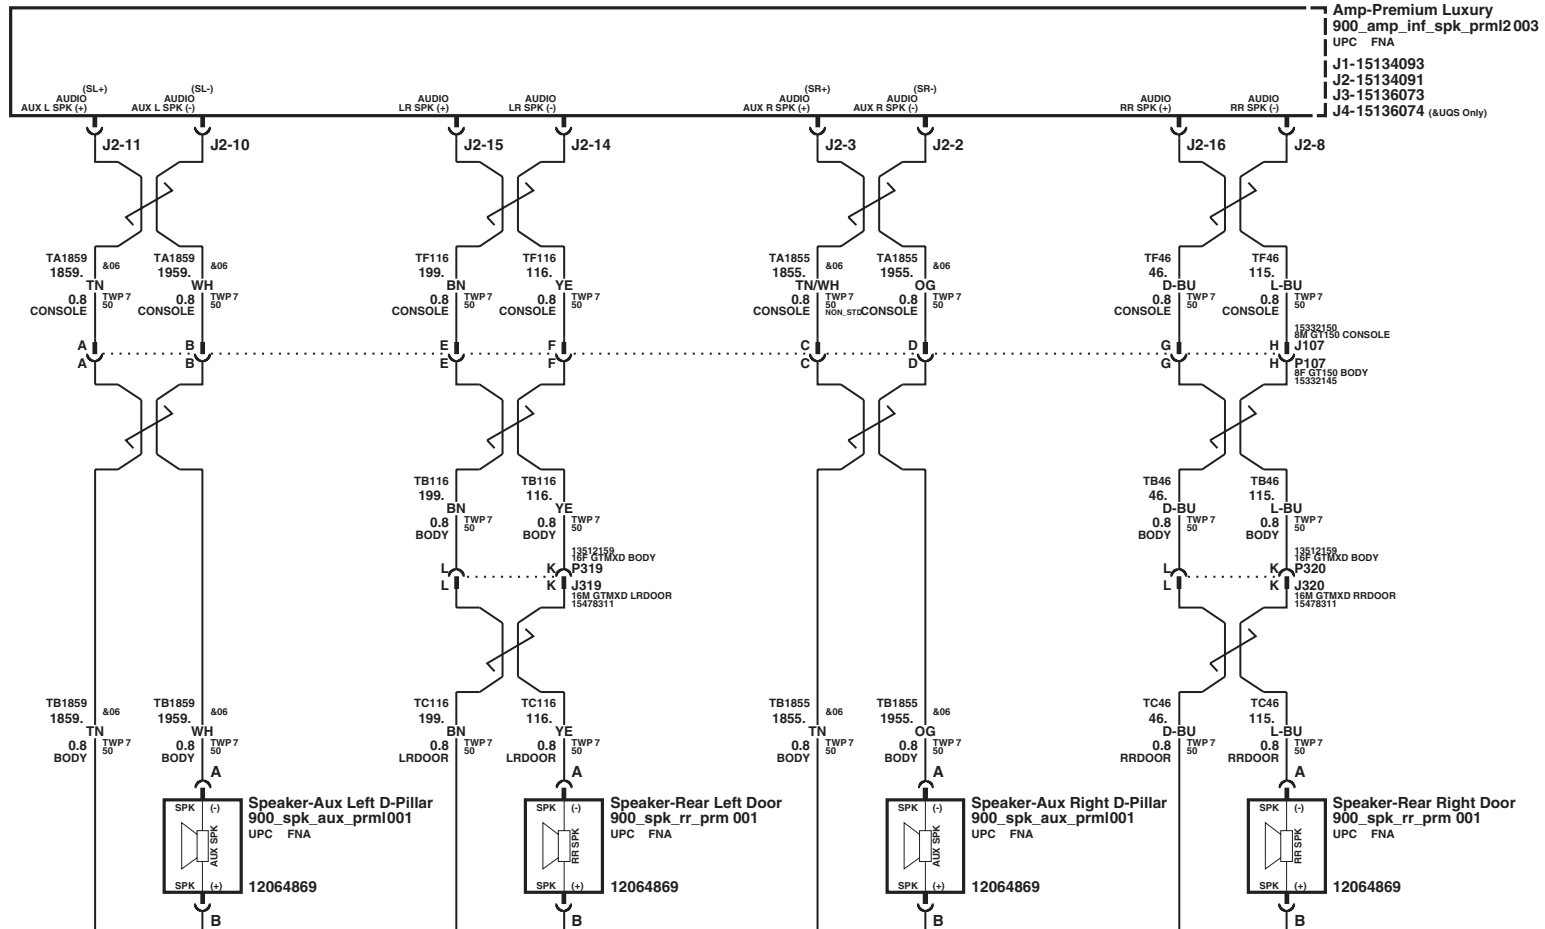 Amp-Premium Luxury
900_amp_inf_spk_prml2 003
UPC FNA
J1-15134093
J2-15134091
J3-15136073
J4-15136074 (&UQS Only)
(SL+) (SL-) (SR+) (SR-)
AUDIO AUDIO AUDIO AUDIO AUDIO AUDIO AUDIO AUDIO
AUX L SPK (+) AUX L SPK (-) LR SPK (+) LR SPK (-) AUX R SPK (+) AUX R SPK (-) RR SPK (+) RR SPK (-)
J2-11 J2-10 J2-15 J2-14 J2-3 J2-2 J2-16 J2-8
TA1859 TA1859 TF116 TF116 TA1855 TA1855 TF46 TF46
&06 &06 &06 &06
1859. 1959. 199. 116. 1855. 1955. 46. 115.
TN WH BN YE TN/WH OG D-BU L-BU
0.8 TWP 7 0.8 TWP 7 0.8 TWP 7 0.8 TWP 7 0.8 TWP 7 0.8 TWP 7 0.8 TWP 7 0.8 TWP 7
50 50 50 50 50 50 50 50
CONSOLE CONSOLE CONSOLE CONSOLE CONSOLE NON_STD CONSOLE CONSOLE CONSOLE
15332150
8M GT150 CONSOLE
A B E F C D G H J107
A B E F C D G H P107
8F GT150 BODY
15332145
TB116 TB116 TB46 TB46
199. 116. 46. 115.
BN YE D-BU L-BU
0.8 TWP 7 0.8 TWP 7 0.8 TWP 7 0.8 TWP 7
50 50 50 50
BODY BODY BODY BODY
13512159 13512159
16F GTMXD BODY 16F GTMXD BODY
L K P319 L K P320
L K J319 L K J320
16M GTMXD LRDOOR 16M GTMXD RRDOOR
15478311 15478311
TB1859 TB1859 TC116 TC116 TB1855 TB1855 TC46 TC46
&06 &06 &06 &06
1859. 1959. 199. 116. 1855. 1955. 46. 115.
TN WH BN YE TN OG D-BU L-BU
0.8 TWP 7 0.8 TWP 7 0.8 TWP 7 0.8 TWP 7 0.8 TWP 7 0.8 TWP 7 0.8 TWP 7 0.8 TWP 7
50 50 50 50 50 50 50 50
BODY BODY LRDOOR LRDOOR BODY BODY RRDOOR RRDOOR
A A A A
SPK (-) Speaker-Aux Left D-Pillar SPK (-) Speaker-Rear Left Door SPK (-) Speaker-Aux Right D-Pillar SPK (-) Speaker-Rear Right Door
900_spk_aux_prml001 900_spk_rr_prm 001 900_spk_aux_prml001 900_spk_rr_prm 001
UPC FNA UPC FNA UPC FNA UPC FNA
AUX SPK RR SPK AUX SPK RR SPK
SPK (+) 12064869 SPK (+) 12064869 SPK (+) 12064869 SPK (+) 12064869
B B B B